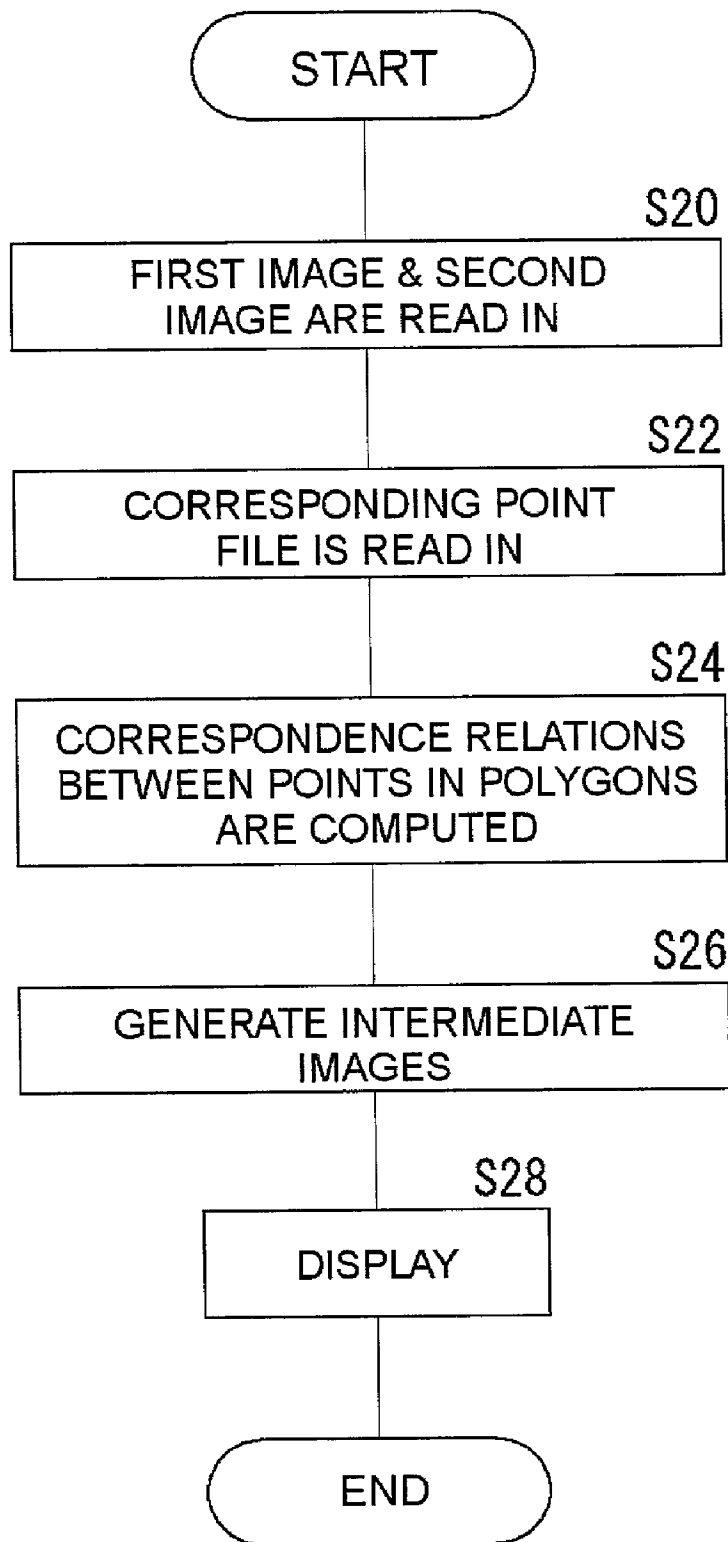 START
S20
FIRST IMAGE & SECOND
IMAGE ARE READ IN
S22
CORRESPONDING POINT
FILE IS READ IN
S24
CORRESPONDENCE RELATIONS
BETWEEN POINTS IN POLYGONS
ARE COMPUTED
S26
GENERATE INTERMEDIATE
IMAGES
S28
DISPLAY
END